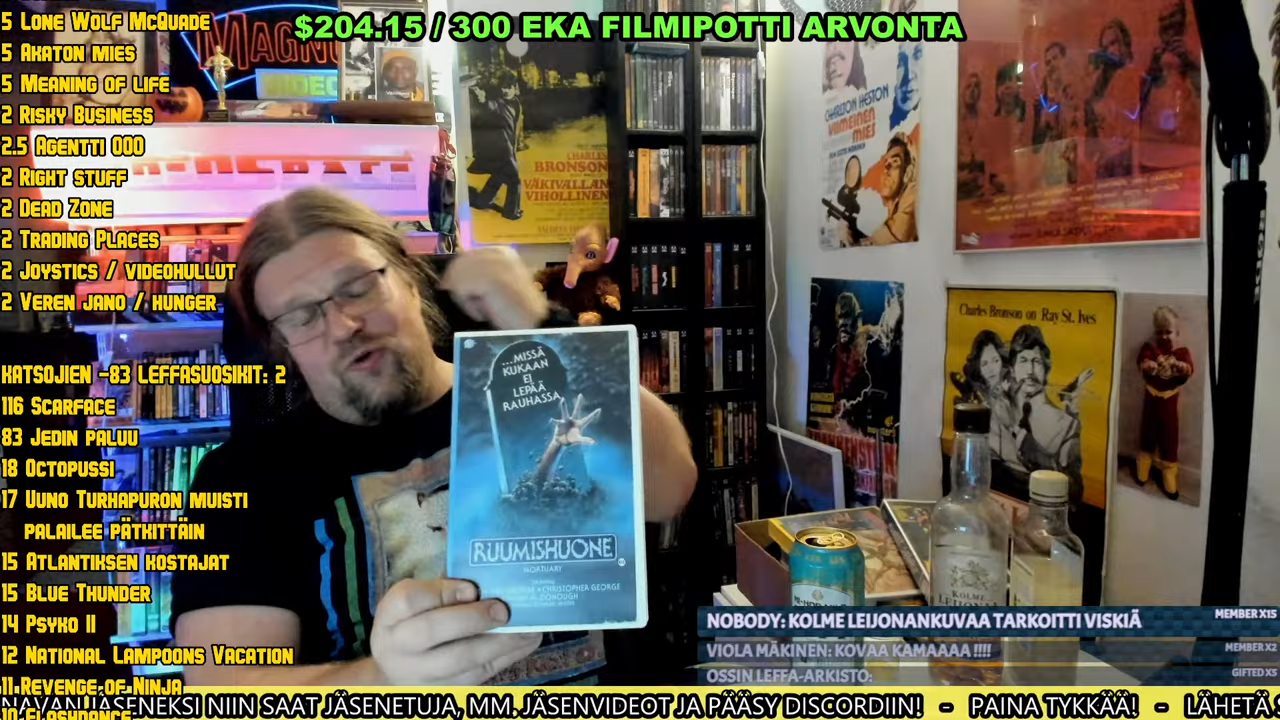 $204.15 / 300 EKA FILMIPOTTI ARVONTA
5 LONE WOLF MCQUADE
5 AKATON MIES
5 MEANING OF LIFE
2 RISKY BUSINESS
2.5 AGENTTI 000
2 RIGHT STUFF
2 DEAD ZONE
2 TRADING PLACES
2 JOYSTICS / VIDEOHULLUT
2 VEREN JANO / HUNGER
KATSOJIEN -83 LEFFASUOSIKIT: 2
116 SCARFACE
83 JEDIN PALUU
18 OCTOPUSSI
17 UUNO TURHAPURON MUISTI
PALAILEE PÄTKITTÄIN
15 ATLANTIKSEN KOSTAJAT
15 BLUE THUNDER
14 PSYKO II
12 NATIONAL LAMPOONS VACATION
11 REVENGE OF NINJA
10 FLASHDANCE
MAGN
VIDEO
CHARLES
BRONSON
VÄKIVALLAN
VIHOLLINEN
CHARLTON HESTON
VIIMEINEN
MIES
Charles Bronson on Ray St. Ives
...MISSÄ
KUKAAN
EI
LEPÄÄ
RAUHASSA
RUUMISHUONE
MORTUARY
CHRISTOPHER GEORGE
KOLME
NOBODY: KOLME LEIJONANKUVAA TARKOITTI VISKIÄ
MEMBER X15
VIOLA MÄKINEN: KOVAA KAMAAAA !!!!
MEMBER X2
OSSIN LEFFA-ARKISTO:
GIFTED X5
JÄSENEKSI NIIN SAAT JÄSENETUJA, MM. JÄSENVIDEOT JA PÄÄSY DISCORDIIN! - PAINA TYKKÄÄ! - LÄHETÄ